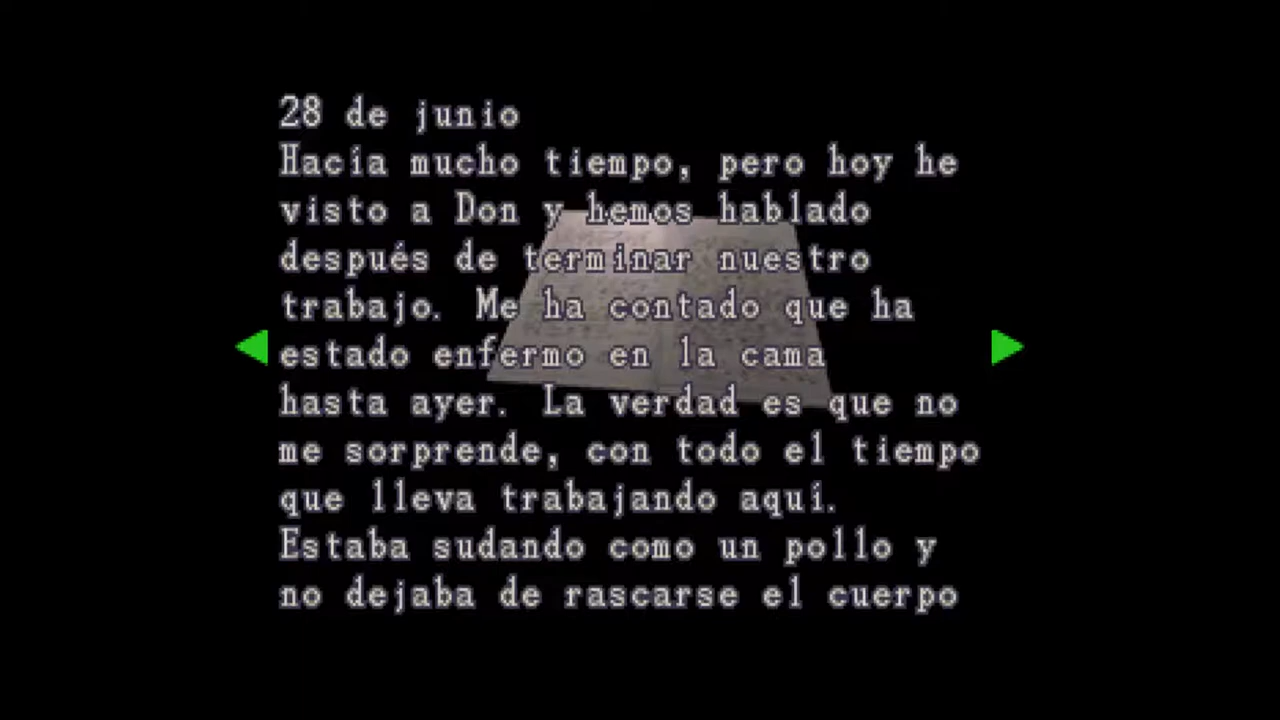 28 de junio
Hacía mucho tiempo, pero hoy he
visto a Don y hemos hablado
después de terminar nuestro
trabajo. Me ha contado que ha
estado enfermo en la cama
hasta ayer. La verdad es que no
me sorprende, con todo el tiempo
que lleva trabajando aquí.
Estaba sudando como un pollo y
no dejaba de rascarse el cuerpo